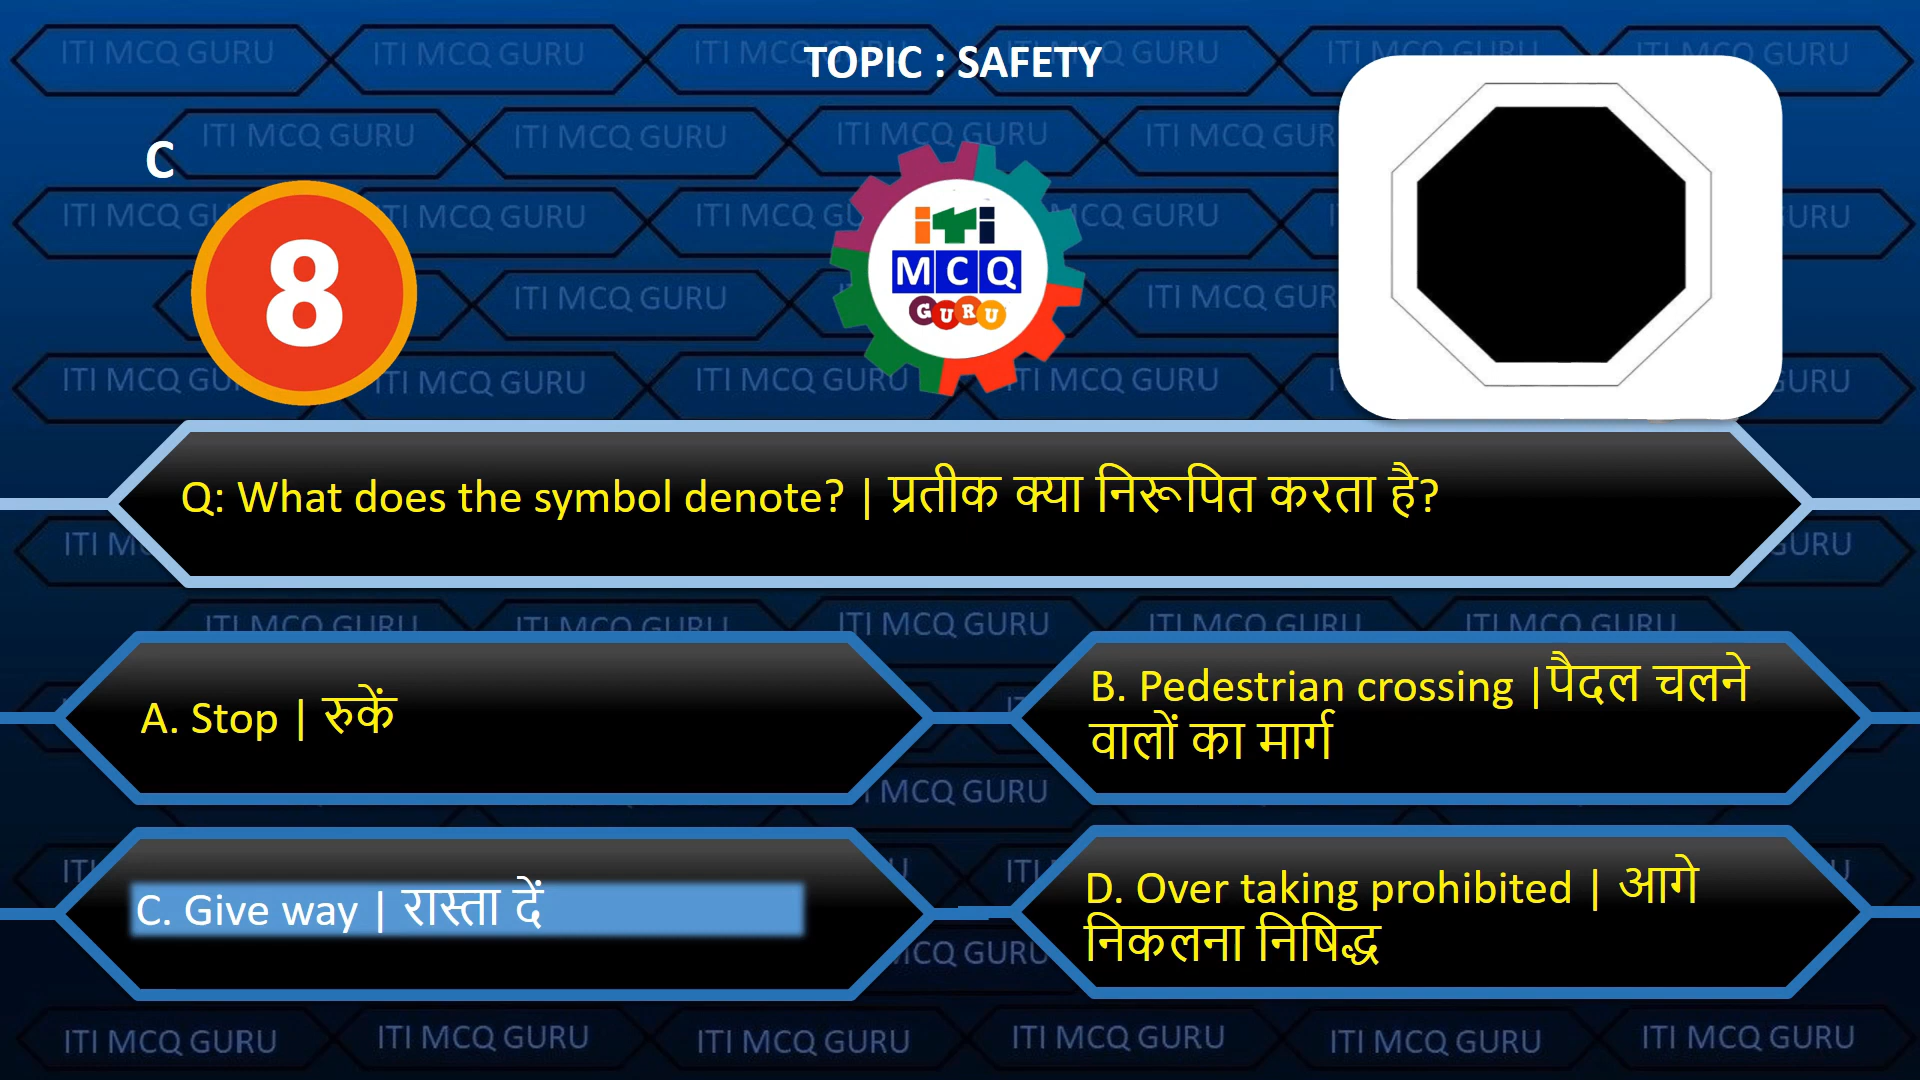 TOPIC : SAFETY
C
8
iTi
MCQ
GURU
Q: What does the symbol denote? | प्रतीक क्या निरूपित करता है?
A. Stop | रुकें
B. Pedestrian crossing |पैदल चलने
वालों का मार्ग
C. Give way | रास्ता दें
D. Over taking prohibited | आगे
निकलना निषिद्ध
ITI MCQ GURU